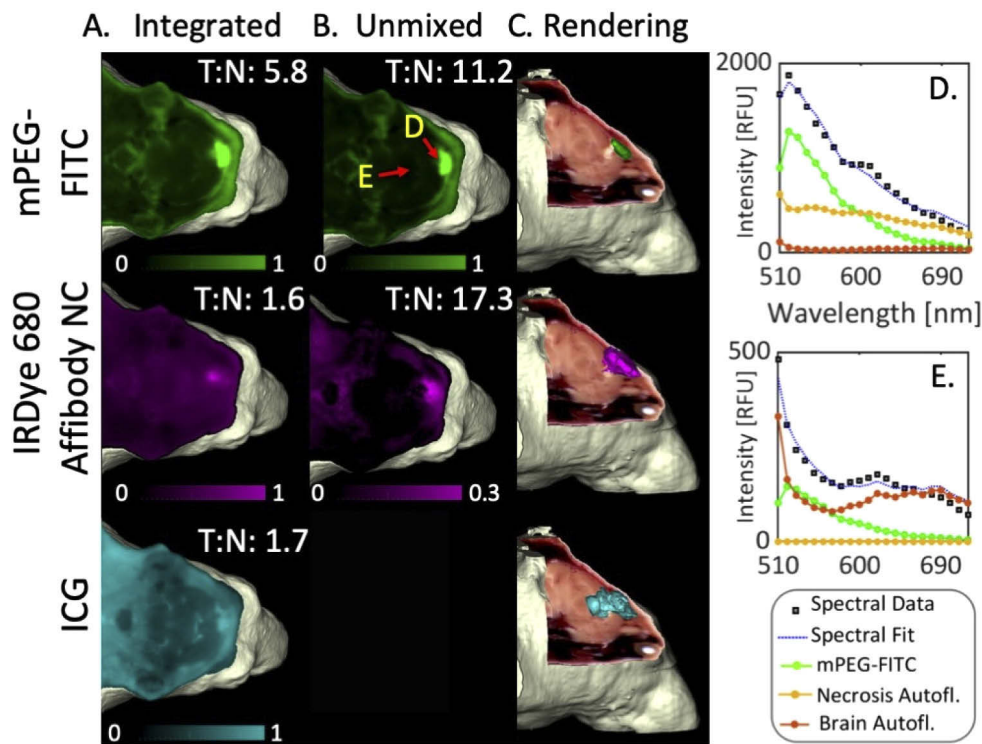 A. Integrated B. Unmixed C. Rendering
mPEG-
FITC
T:N: 5.8
T:N: 11.2
D
E
0 1
0 1
IRDye 680
Affibody NC
T:N: 1.6
T:N: 17.3
0 1
0 0.3
ICG
T:N: 1.7
0 1
D.
2000
Intensity [RFU]
0
510 600 690
Wavelength [nm]
E.
500
Intensity [RFU]
0
510 600 690
Spectral Data
Spectral Fit
mPEG-FITC
Necrosis Autofl.
Brain Autofl.